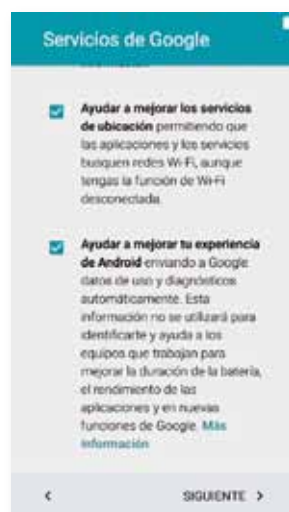 Servicios de Google
Ayudar a mejorar los servicios
de ubicación permitiendo que
las aplicaciones y los servicios
busquen redes Wi-Fi, aunque
tengas la función de Wi-Fi
desconectada.
Ayudar a mejorar tu experiencia
de Android enviando a Google
datos de uso y diagnósticos
automáticamente. Esta
información no se utilizará para
identificarte y ayuda a los
equipos que trabajan para
mejorar la duración de la batería,
el rendimiento de las
aplicaciones y en nuevas
funciones de Google. Más
información
SIGUIENTE